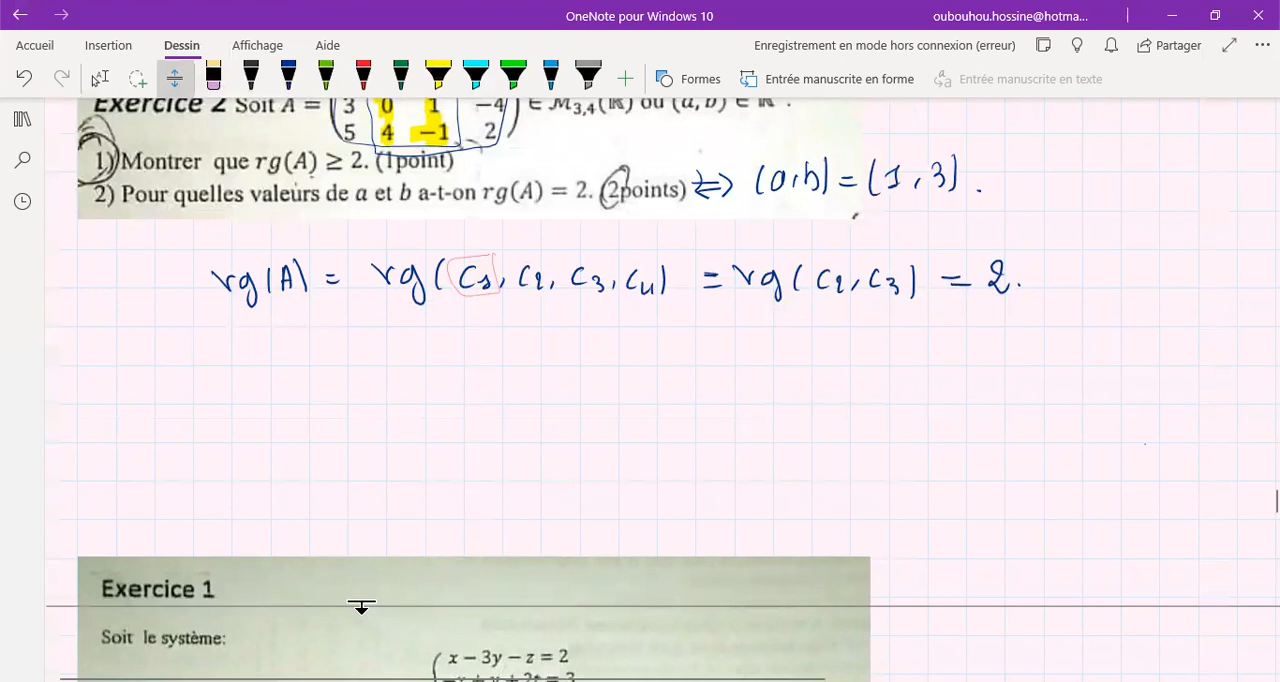 OneNote pour Windows 10
oubouhou.hossine@hotma...
Accueil Insertion Dessin Affichage Aide
Enregistrement en mode hors connexion (erreur) Partager
Formes Entrée manuscrite en forme Entrée manuscrite en texte
Exercice 2 Soit A = ( 3 0 1 -4 ) ∈ M₃,₄(ℝ) où (a, b) ∈ ℝ² .
5 4 -1 2
1) Montrer que rg(A) ≥ 2. (1point)
2) Pour quelles valeurs de a et b a-t-on rg(A) = 2. (2points) ⟺ (a,b) = (1, 3).
rg(A) = rg(C₁, C₂, C₃, C₄) = rg(C₂, C₃) = 2.
Exercice 1
Soit le système:
x − 3y − z = 2
−x + y + 2t = 3